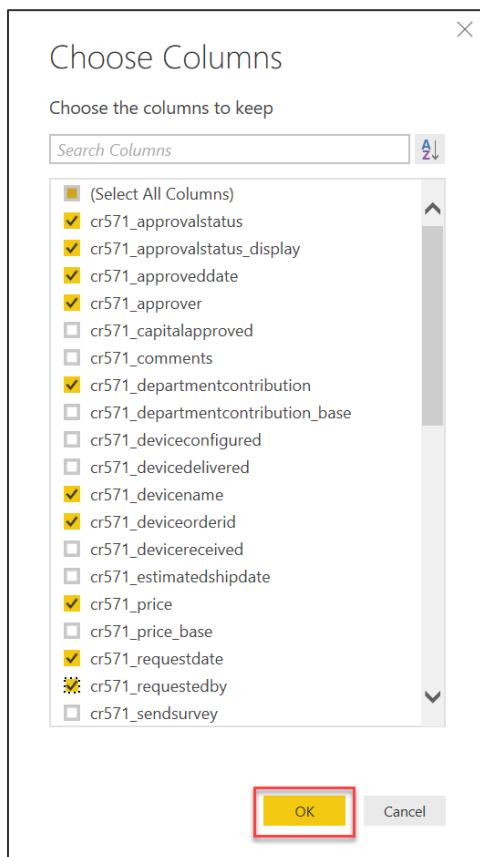 Choose Columns
Choose the columns to keep
Search Columns
A
Z
(Select All Columns)
cr571_approvalstatus
cr571_approvalstatus_display
cr571_approveddate
cr571_approver
cr571_capitalapproved
cr571_comments
cr571_departmentcontribution
cr571_departmentcontribution_base
cr571_deviceconfigured
cr571_devicedelivered
cr571_devicename
cr571_deviceorderid
cr571_devicereceived
cr571_estimatedshipdate
cr571_price
cr571_price_base
cr571_requestdate
cr571_requestedby
cr571_sendsurvey
OK Cancel